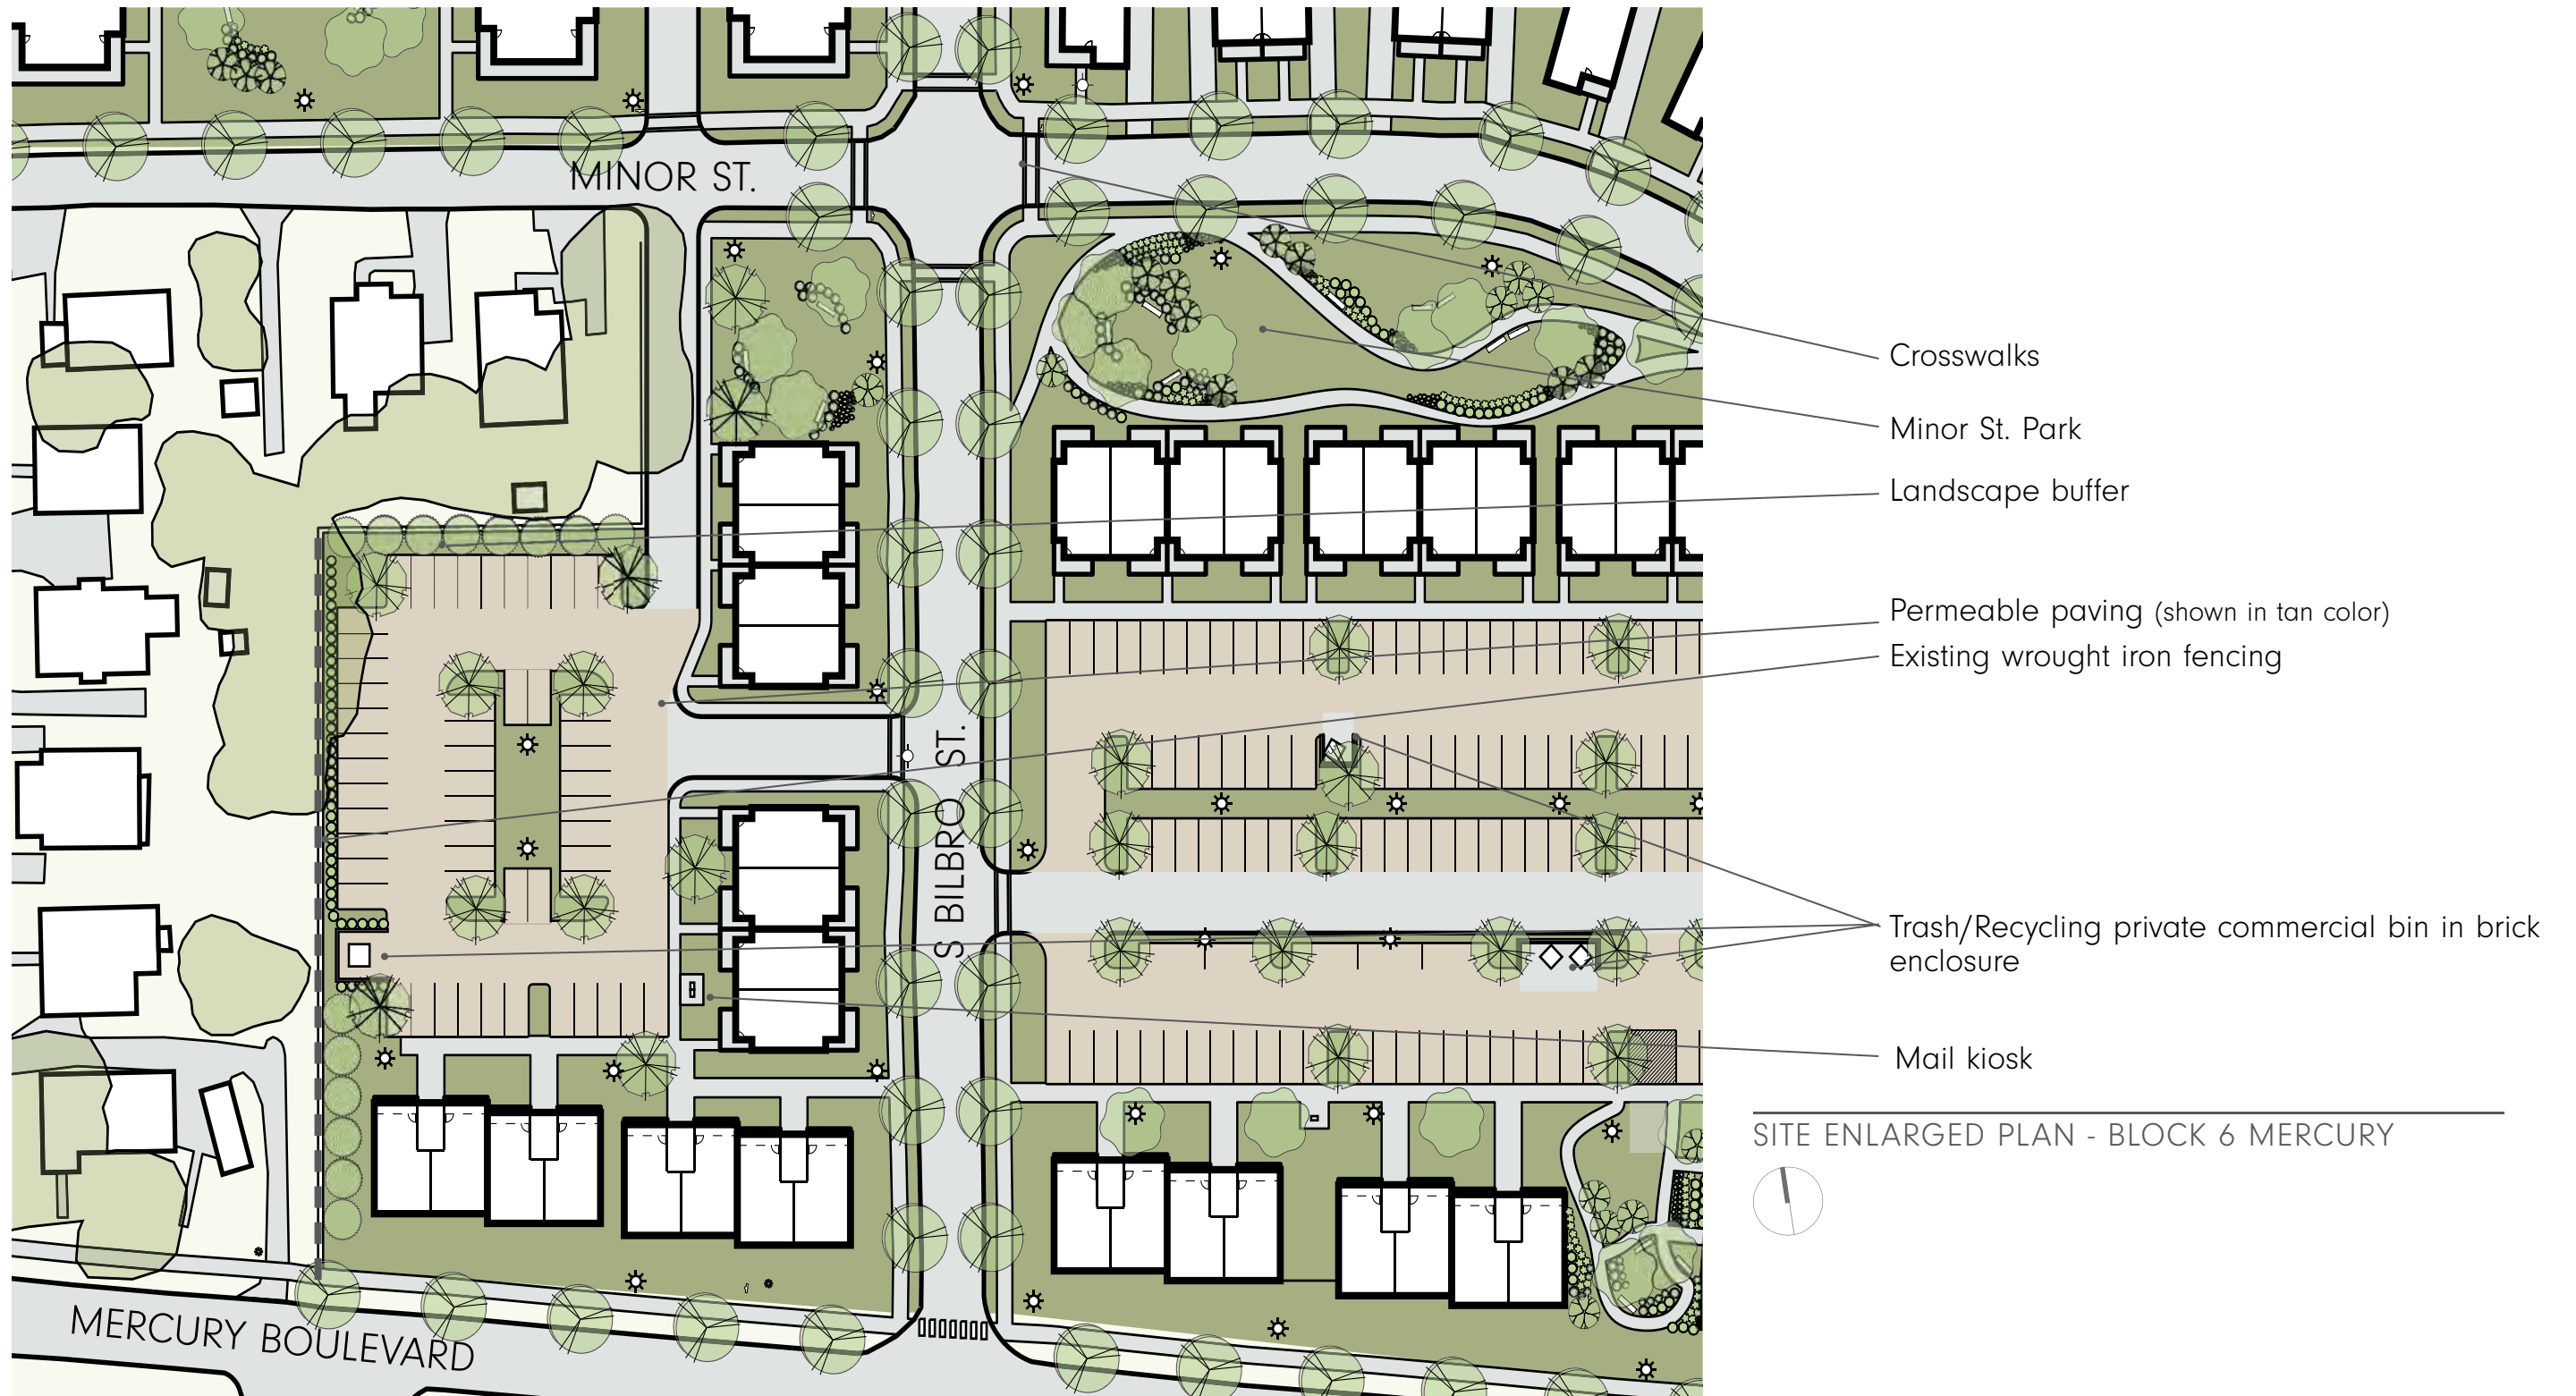 MINOR ST.
Crosswalks
Minor St. Park
Landscape buffer
Permeable paving (shown in tan color)
Existing wrought iron fencing
S BILBRO ST.
Trash/Recycling private commercial bin in brick
enclosure
Mail kiosk
SITE ENLARGED PLAN - BLOCK 6 MERCURY
MERCURY BOULEVARD